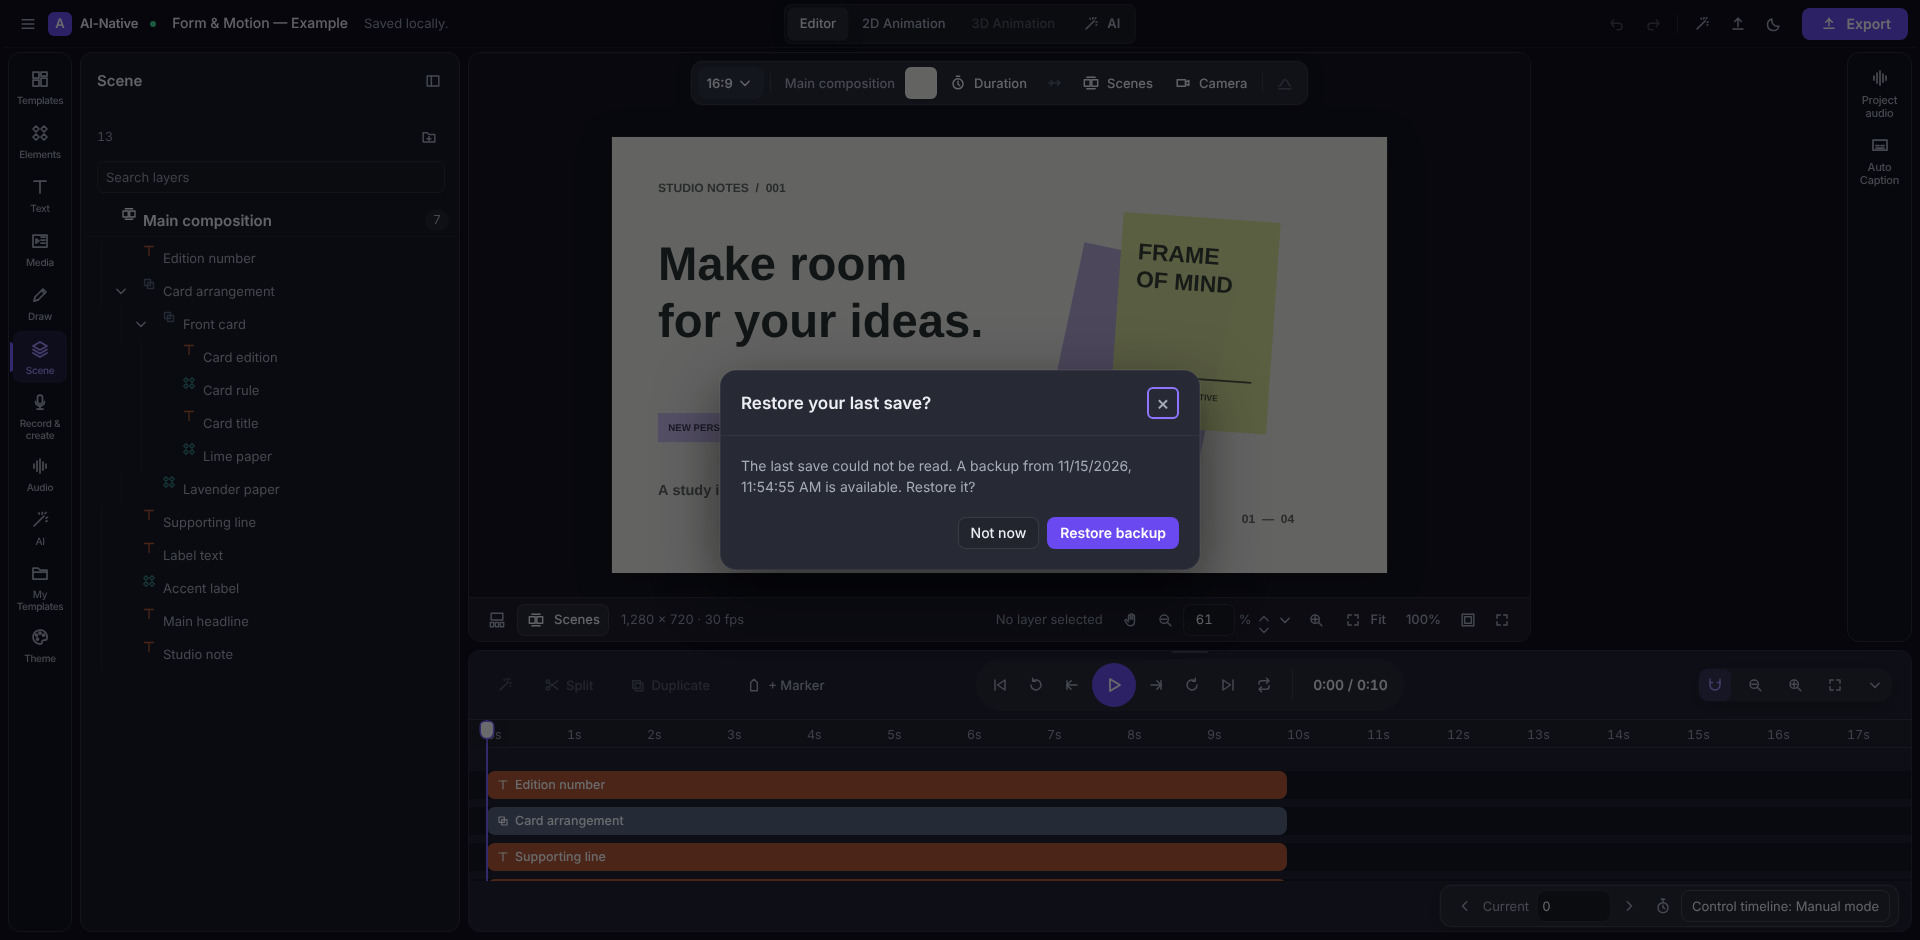 A AI-Native Form & Motion — Example Saved locally.
Editor 2D Animation 3D Animation AI
Export
Templates
Elements
Text
Media
Draw
Scene
Record &
create
Audio
AI
My
Templates
Theme
Scene
13
Search layers
Main composition 7
Edition number
Card arrangement
Front card
Card edition
Card rule
Card title
Lime paper
Lavender paper
Supporting line
Label text
Accent label
Main headline
Studio note
16:9 Main composition Duration Scenes Camera
STUDIO NOTES / 001
Make room
for your ideas.
FRAME
OF MIND
NEW PERS
A study i
01 — 04
Restore your last save?
The last save could not be read. A backup from 11/15/2026,
11:54:55 AM is available. Restore it?
Not now Restore backup
Scenes 1,280 × 720 · 30 fps No layer selected 61 % Fit 100%
Project
audio
Auto
Caption
Split Duplicate + Marker 0:00 / 0:10
1s 2s 3s 4s 5s 6s 7s 8s 9s 10s 11s 12s 13s 14s 15s 16s 17s
Edition number
Card arrangement
Supporting line
Current 0 Control timeline: Manual mode